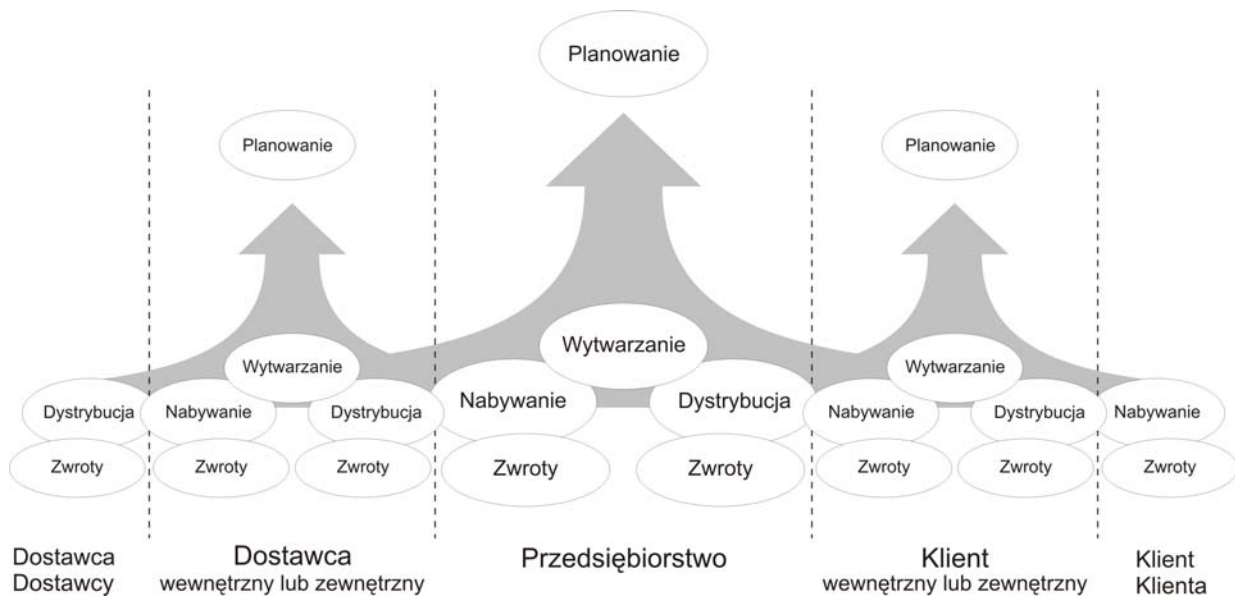 Planowanie
Planowanie
Planowanie
Wytwarzanie
Wytwarzanie
Wytwarzanie
Dystrybucja
Nabywanie
Dystrybucja
Nabywanie
Dystrybucja
Nabywanie
Dystrybucja
Nabywanie
Zwroty
Zwroty
Zwroty
Zwroty
Zwroty
Zwroty
Zwroty
Zwroty
Dostawca
Dostawcy
Dostawca
wewnętrzny lub zewnętrzny
Przedsiębiorstwo
Klient
wewnętrzny lub zewnętrzny
Klient
Klienta